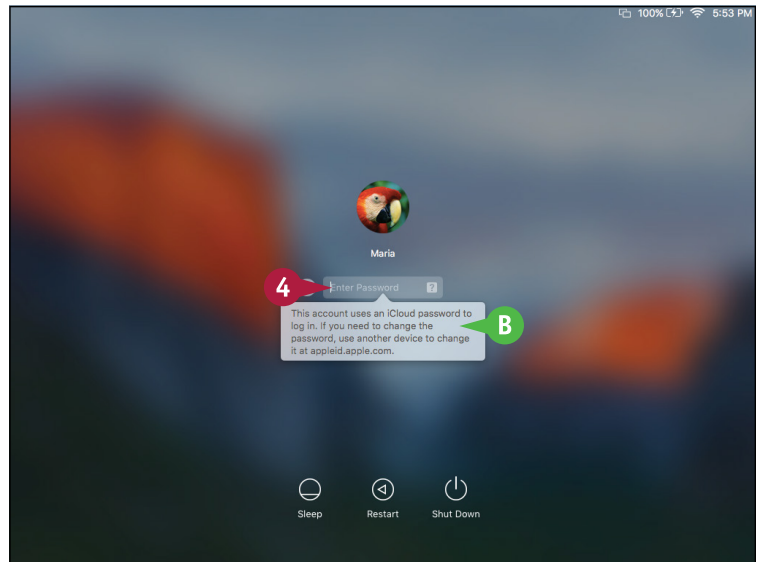 100% 5:53 PM
Maria
4
Enter Password ?
This account uses an iCloud password to
log in. If you need to change the
password, use another device to change
it at appleid.apple.com.
B
Sleep Restart Shut Down